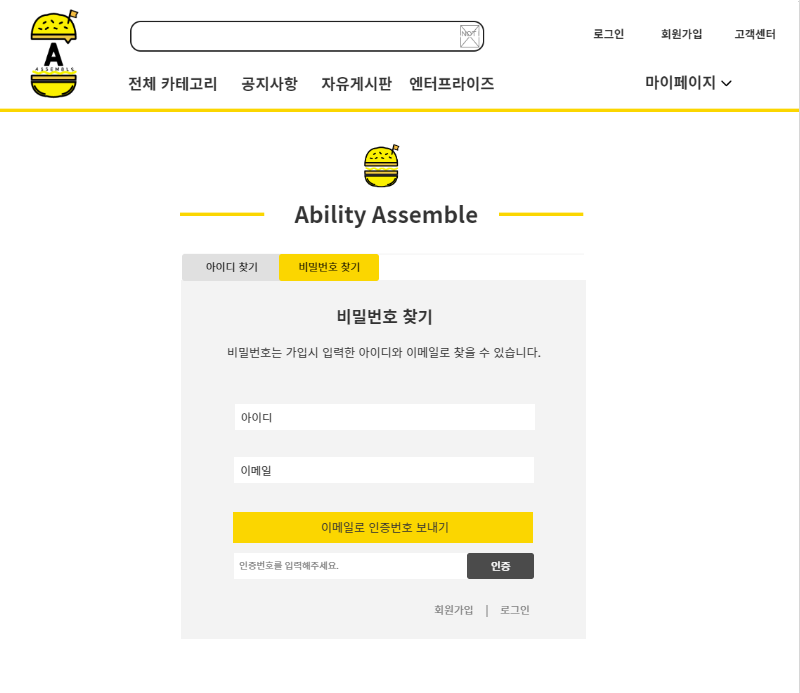 NOT
로그인 회원가입 고객센터
A
ASSEMBLE
전체 카테고리 공지사항 자유게시판 엔터프라이즈 마이페이지
Ability Assemble
아이디 찾기 비밀번호 찾기
비밀번호 찾기
비밀번호는 가입시 입력한 아이디와 이메일로 찾을 수 있습니다.
아이디
이메일
이메일로 인증번호 보내기
인증번호를 입력해주세요. 인증
회원가입 | 로그인